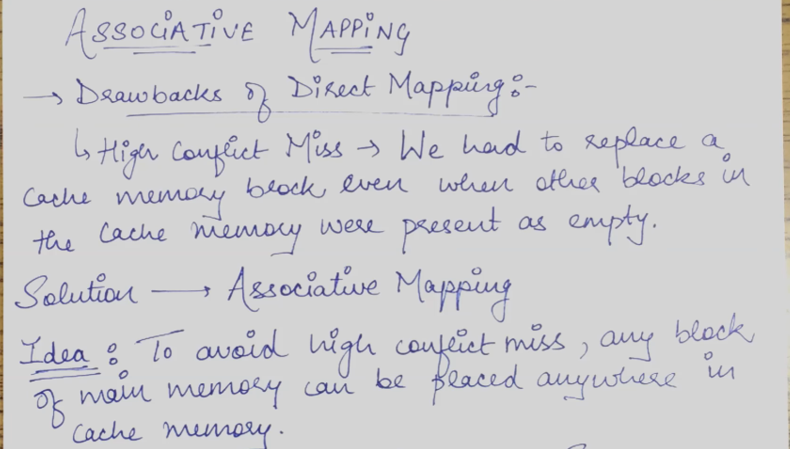 ASSOCIATIVE MAPPING
→ Drawbacks of Direct Mapping :-
↳ High Conflict Miss → We had to replace a
cache memory block even when other blocks in
the cache memory were present as empty.
Solution → Associative Mapping
Idea : To avoid high conflict miss, any block
of main memory can be placed anywhere in
cache memory.